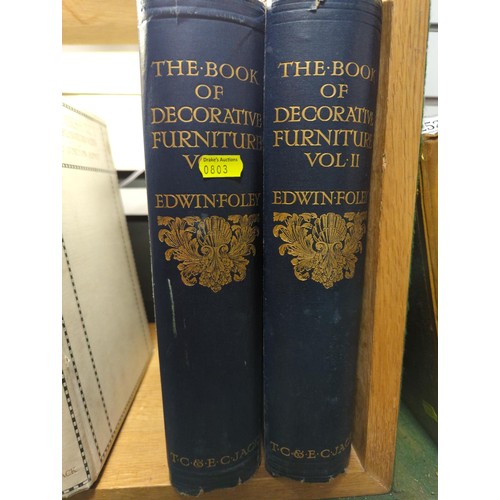 THE·BOOK
OF
DECORATIVE
FURNITURE
V
Drake's Auctions
0803
EDWIN·FOLEY
T·C·&·E·C·JACK
THE·BOOK
OF
DECORATIVE
FURNITURE
VOL·II
EDWIN·FOLEY
T·C·&·E·C·JACK